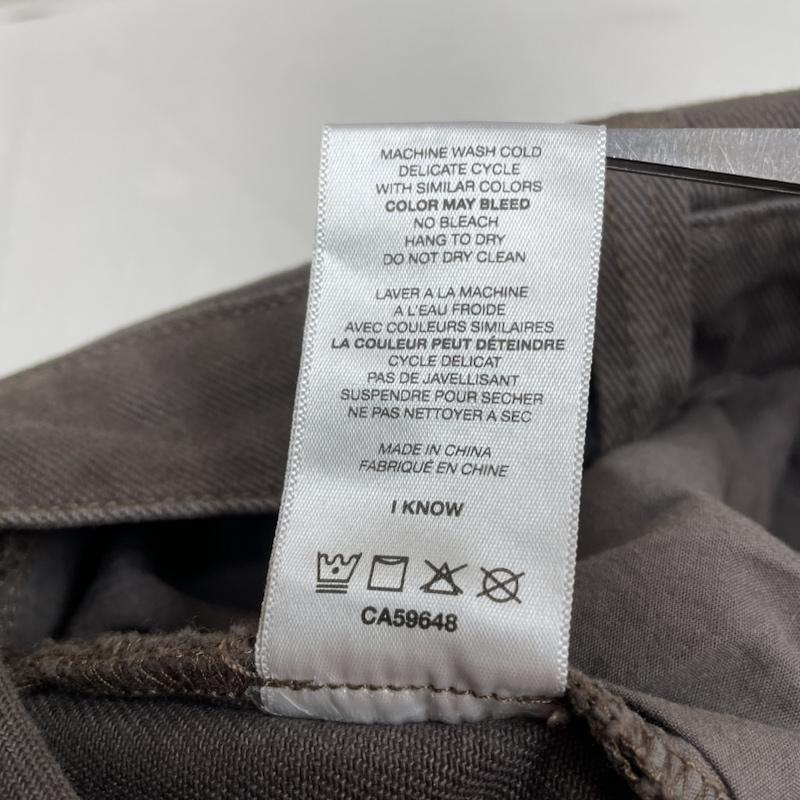 MACHINE WASH COLD
DELICATE CYCLE
WITH SIMILAR COLORS
COLOR MAY BLEED
NO BLEACH
HANG TO DRY
DO NOT DRY CLEAN
LAVER A LA MACHINE
A L'EAU FROIDE
AVEC COULEURS SIMILAIRES
LA COULEUR PEUT DÉTEINDRE
CYCLE DELICAT
PAS DE JAVELLISANT
SUSPENDRE POUR SECHER
NE PAS NETTOYER A SEC
MADE IN CHINA
FABRIQUÉ EN CHINE
I KNOW
CA59648